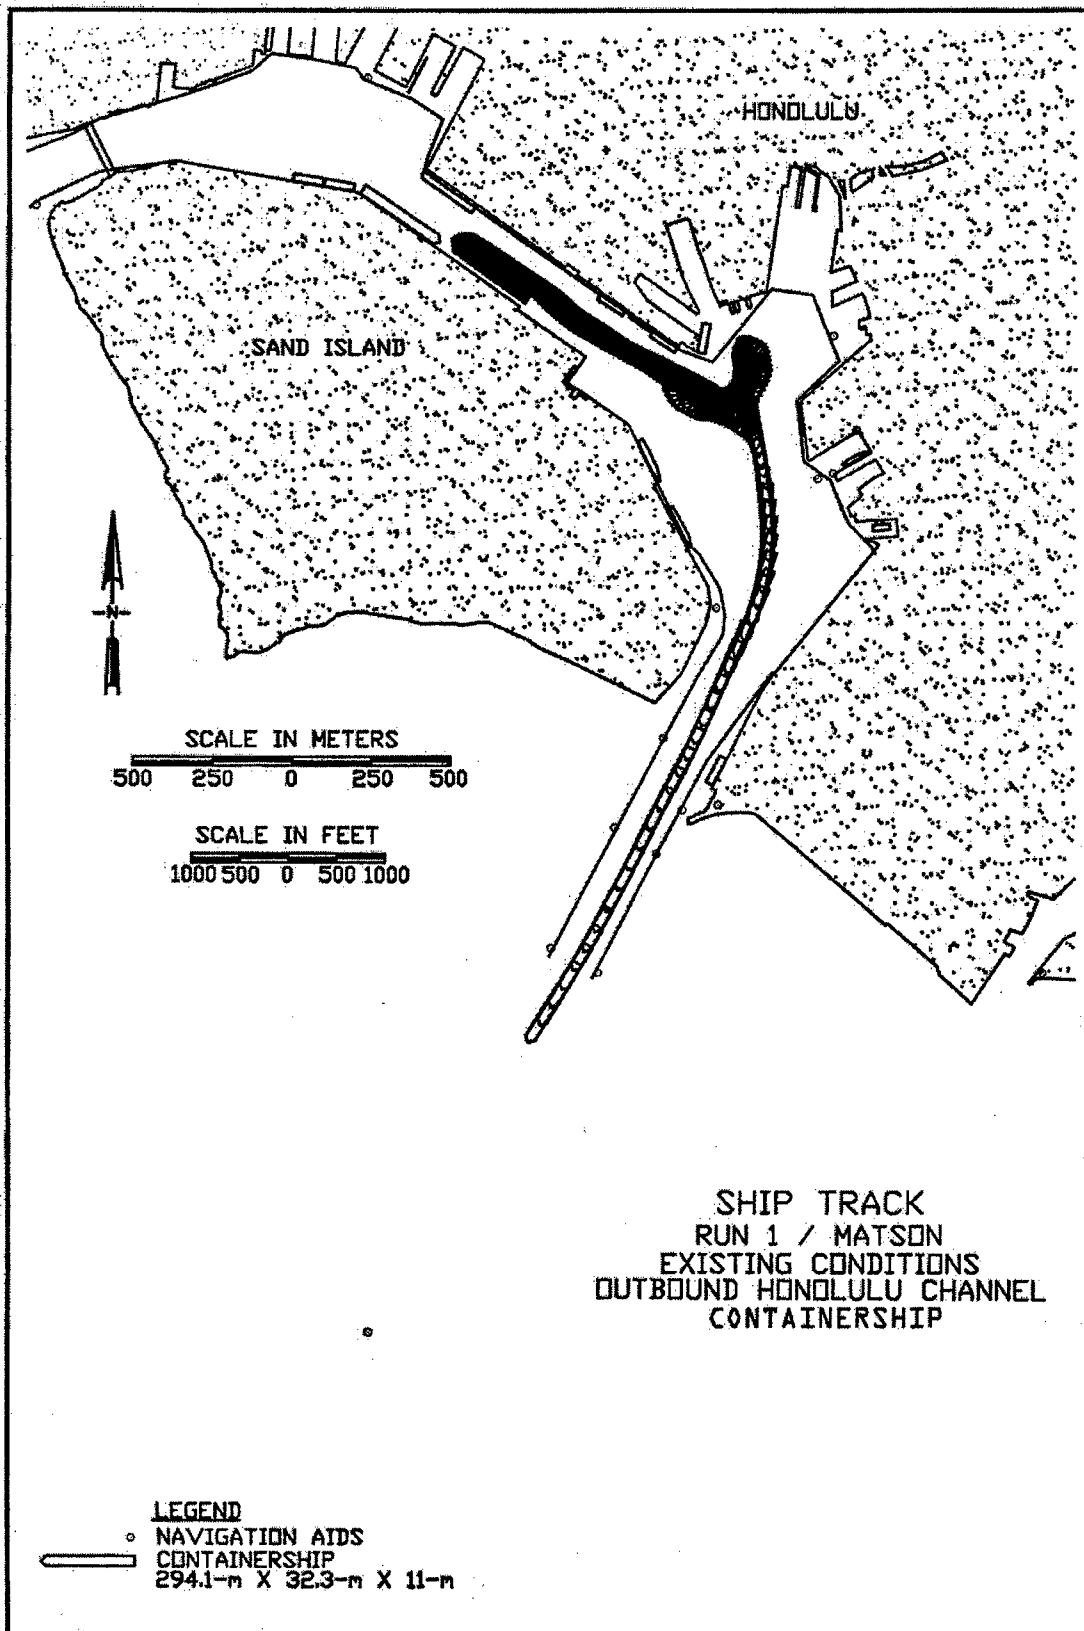 HONOLULU
SAND ISLAND
N
SCALE IN METERS
500 250 0 250 500
SCALE IN FEET
1000 500 0 500 1000
SHIP TRACK
RUN 1 / MATSON
EXISTING CONDITIONS
OUTBOUND HONOLULU CHANNEL
CONTAINERSHIP
LEGEND
NAVIGATION AIDS
CONTAINERSHIP
294.1-m X 32.3-m X 11-m